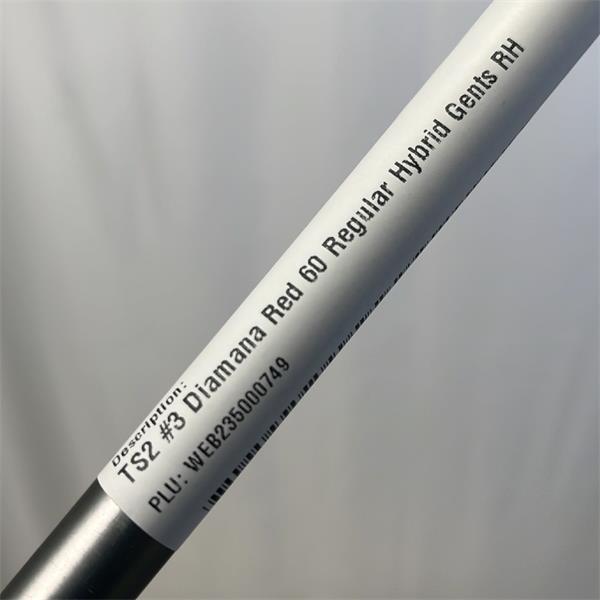 Description:
TS2 #3 Diamana Red 60 Regular Hybrid Gents RH
PLU: WEB235000749